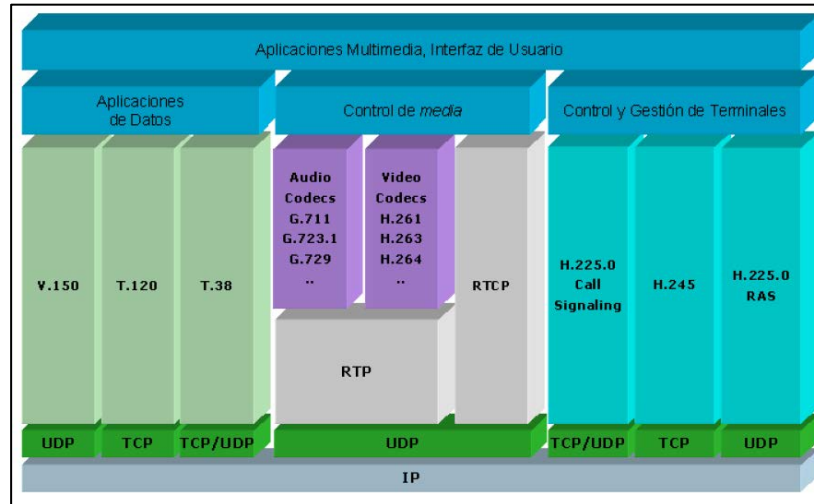 Aplicaciones Multimedia, Interfaz de Usuario
Aplicaciones
de Datos
Control de media
Control y Gestión de Terminales
V.150
T.120
T.38
Audio
Codecs
G.711
G.723.1
G.729
..
Video
Codecs
H.261
H.263
H.264
..
RTP
RTCP
H.225.0
Call
Signaling
H.245
H.225.0
RAS
UDP
TCP
TCP/UDP
UDP
TCP/UDP
TCP
UDP
IP